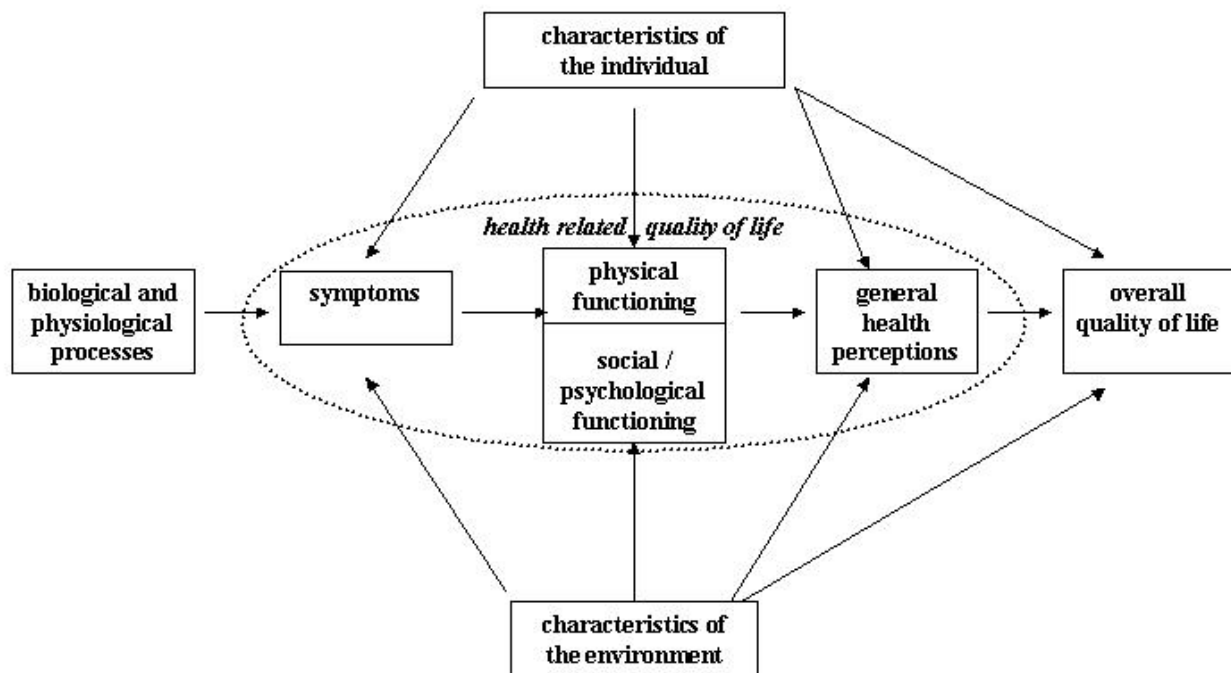 characteristics of
the individual
health related quality of life
biological and
physiological
processes
symptoms
physical
functioning
social /
psychological
functioning
general
health
perceptions
overall
quality of life
characteristics of
the environment